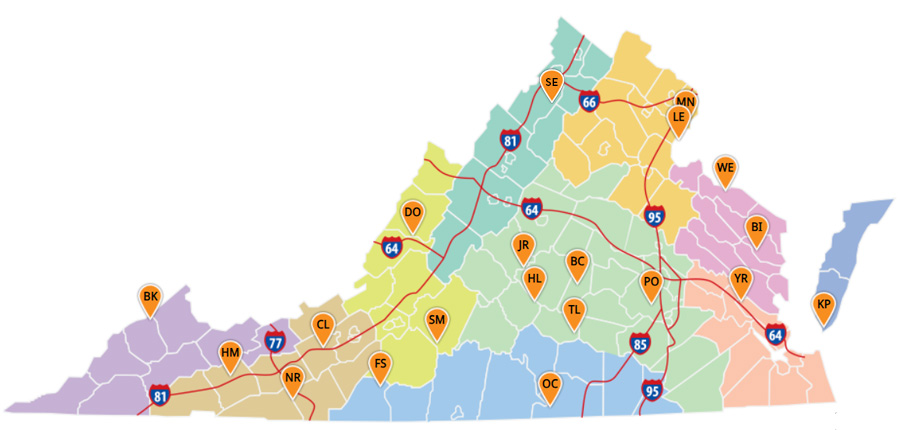 SE
66
MN
LE
81
WE
DO
64
95
BI
64
JR
BC
HL
PO
YR
BK
KP
CL
SM
TL
64
HM
77
85
FS
NR
OC
81
95